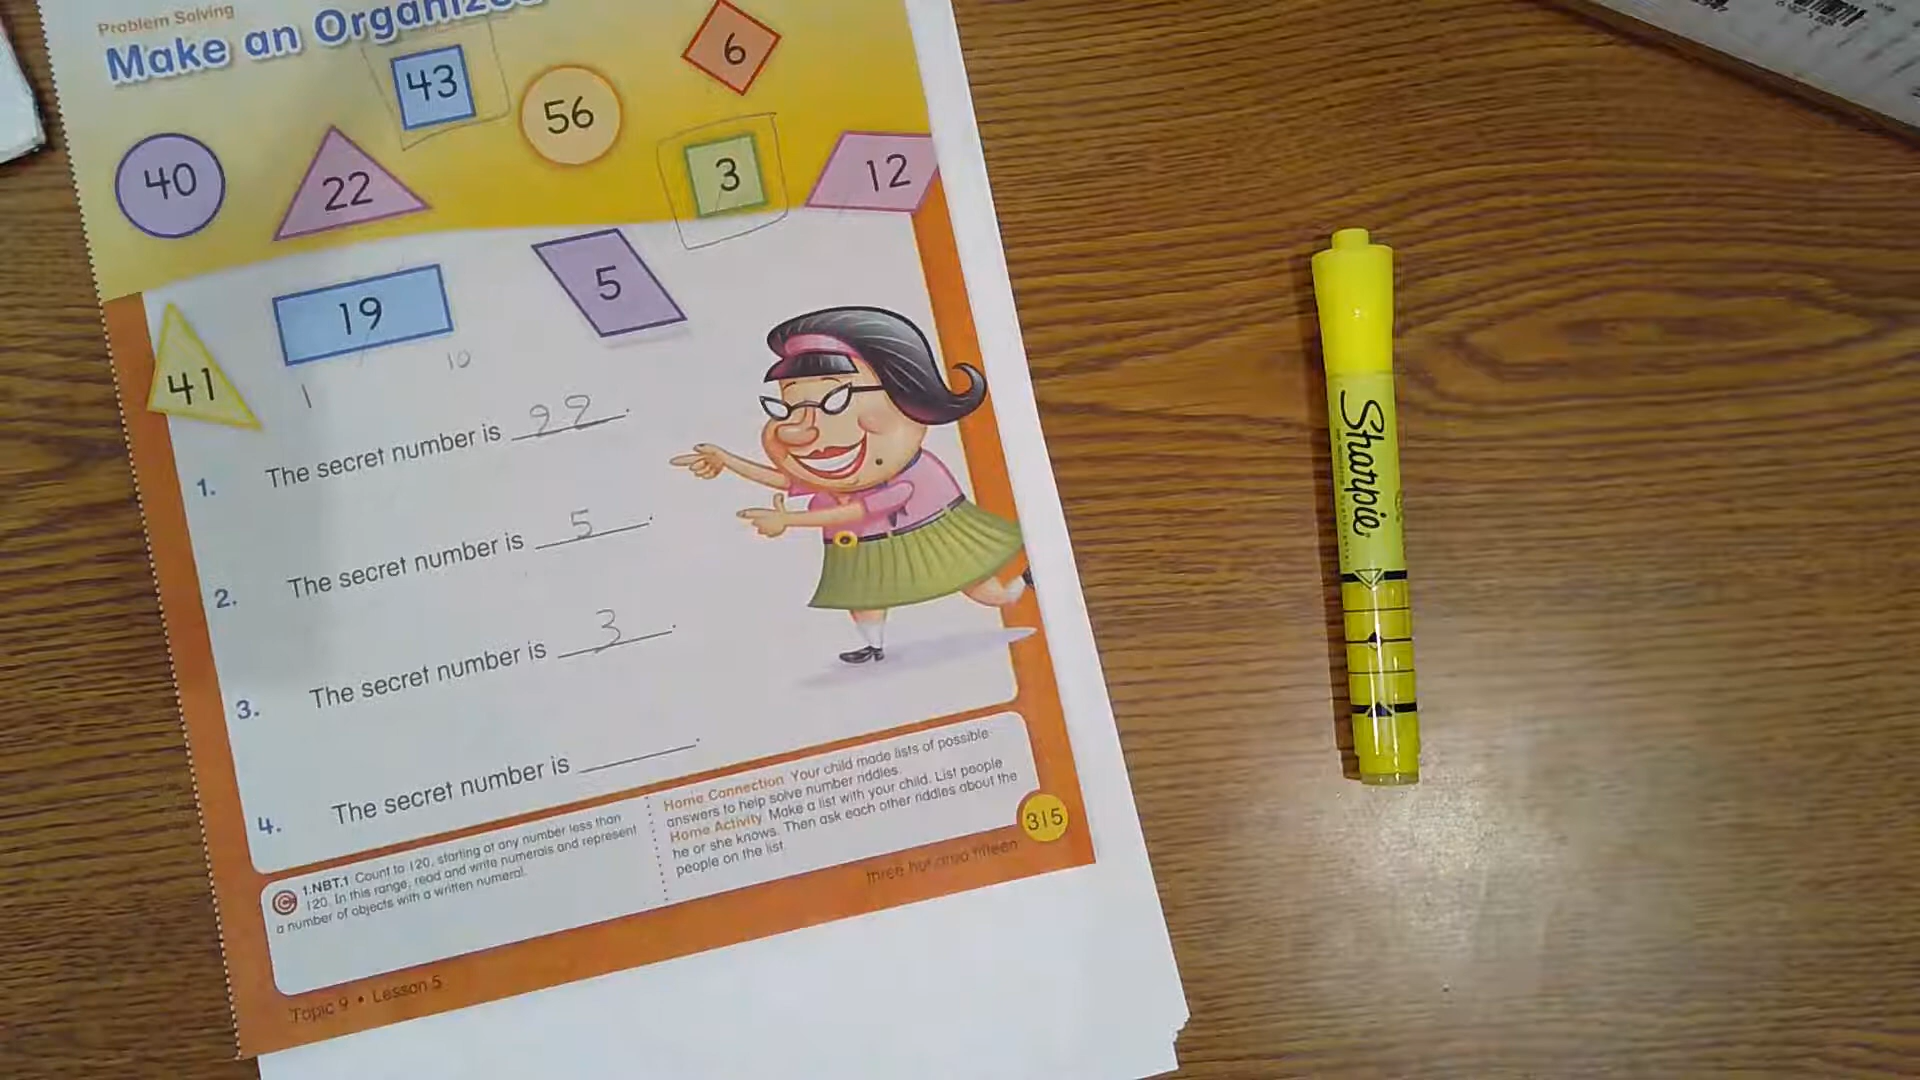 Problem Solving
Make an Organized
43
6
56
40
22
3
12
19
5
41
1
10
1. The secret number is 22.
2. The secret number is 5.
3. The secret number is 3.
4. The secret number is ______.
1.NBT.1 Count to 120, starting at any number less than
120. In this range, read and write numerals and represent
a number of objects with a written numeral.
Home Connection Your child made lists of possible
answers to help solve number riddles.
Home Activity Make a list with your child. List people
he or she knows. Then ask each other riddles about the
people on the list.
315
three hundred fifteen
Topic 9 • Lesson 5
Sharpie